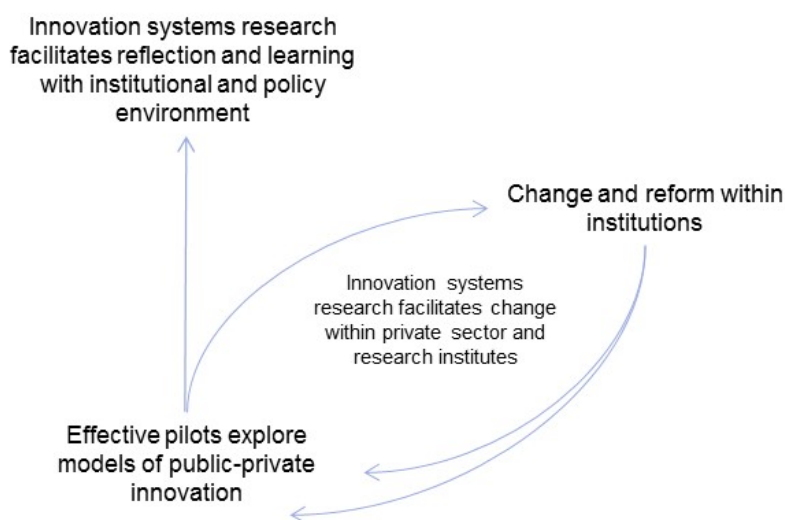 Innovation systems research
facilitates reflection and learning
with institutional and policy
environment
Change and reform within
institutions
Innovation systems
research facilitates change
within private sector and
research institutes
Effective pilots explore
models of public-private
innovation